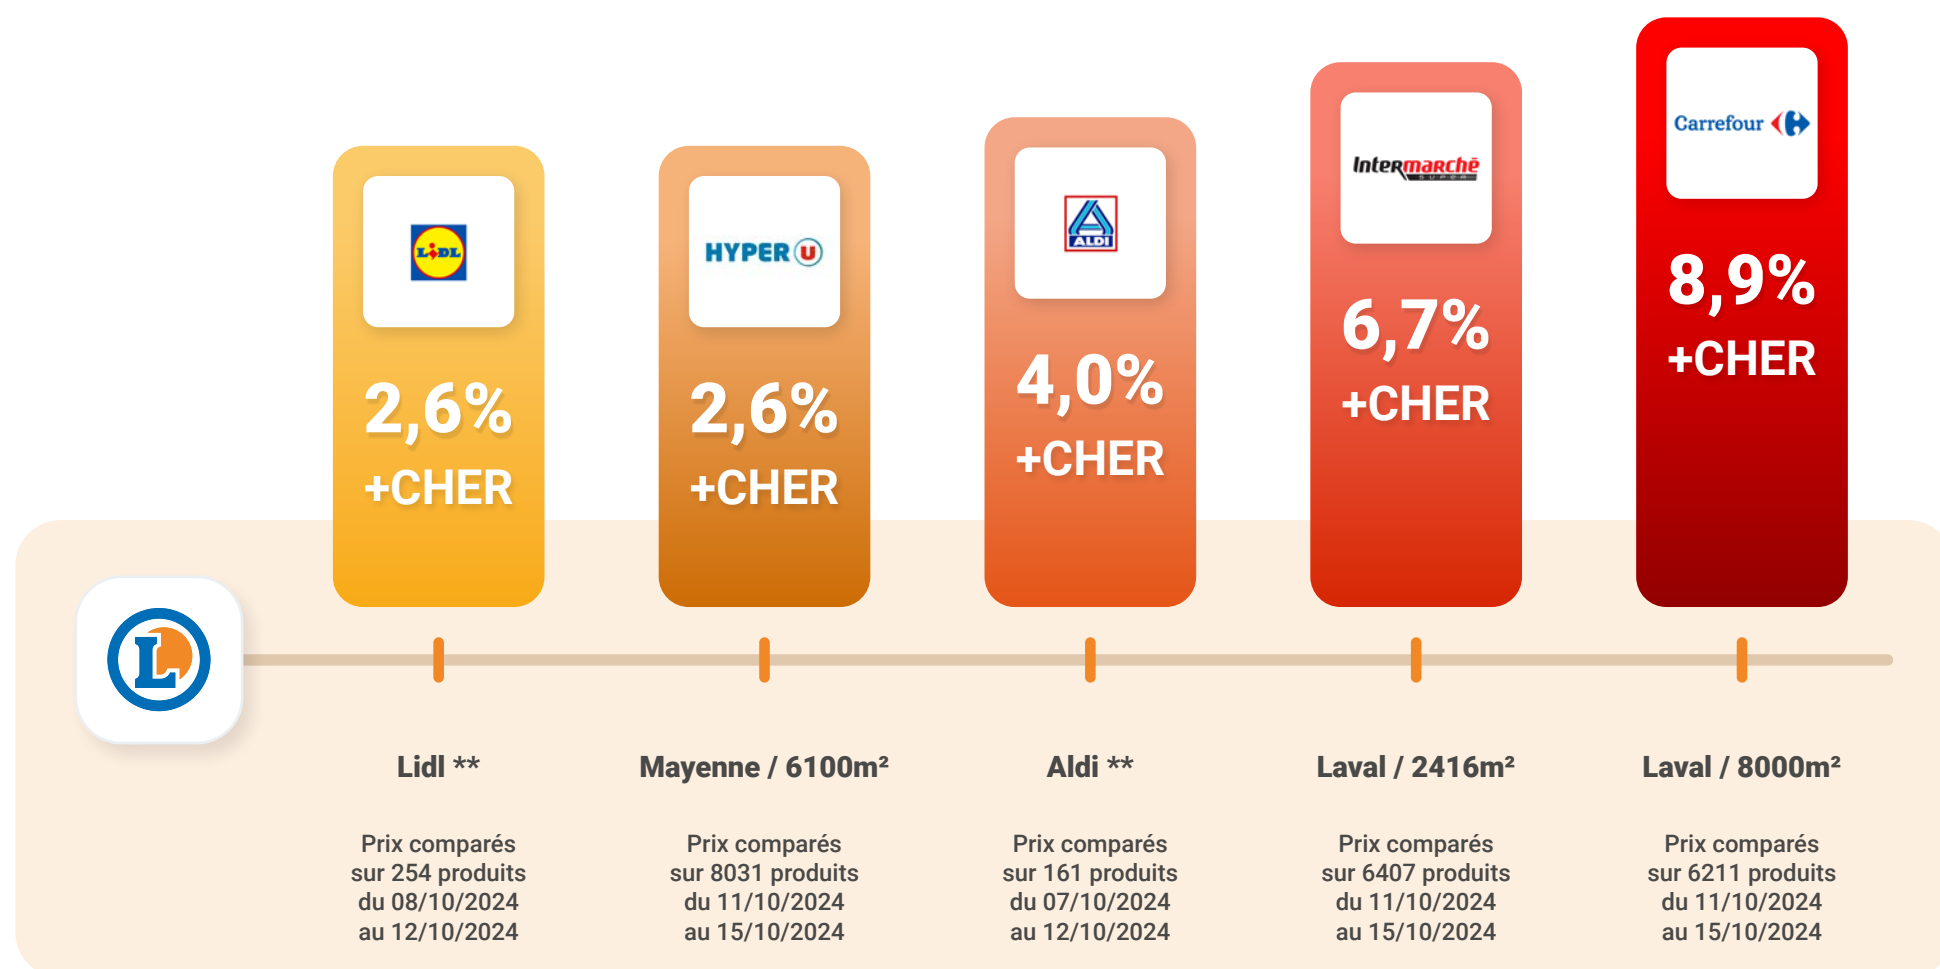 LIDL
2,6%
+CHER
HYPER U
2,6%
+CHER
ALDI
4,0%
+CHER
Intermarchē
SUPER
6,7%
+CHER
Carrefour
8,9%
+CHER
L
Lidl **
Prix comparés
sur 254 produits
du 08/10/2024
au 12/10/2024
Mayenne / 6100m²
Prix comparés
sur 8031 produits
du 11/10/2024
au 15/10/2024
Aldi **
Prix comparés
sur 161 produits
du 07/10/2024
au 12/10/2024
Laval / 2416m²
Prix comparés
sur 6407 produits
du 11/10/2024
au 15/10/2024
Laval / 8000m²
Prix comparés
sur 6211 produits
du 11/10/2024
au 15/10/2024